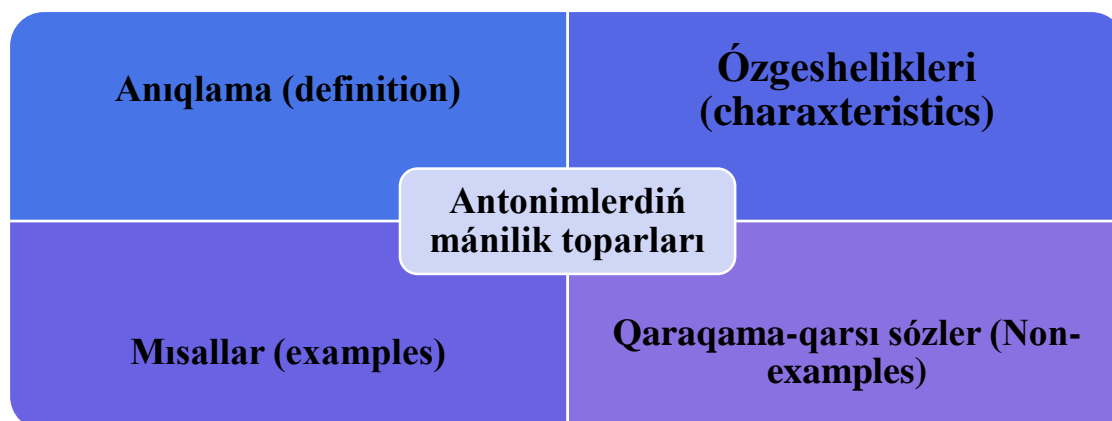 Anıqlama (definition)
Ózgeshelikleri
(charaxteristics)
Antonimlerdiń
mánilik toparları
Mısallar (examples)
Qaraqama-qarsı sózler (Non-
examples)